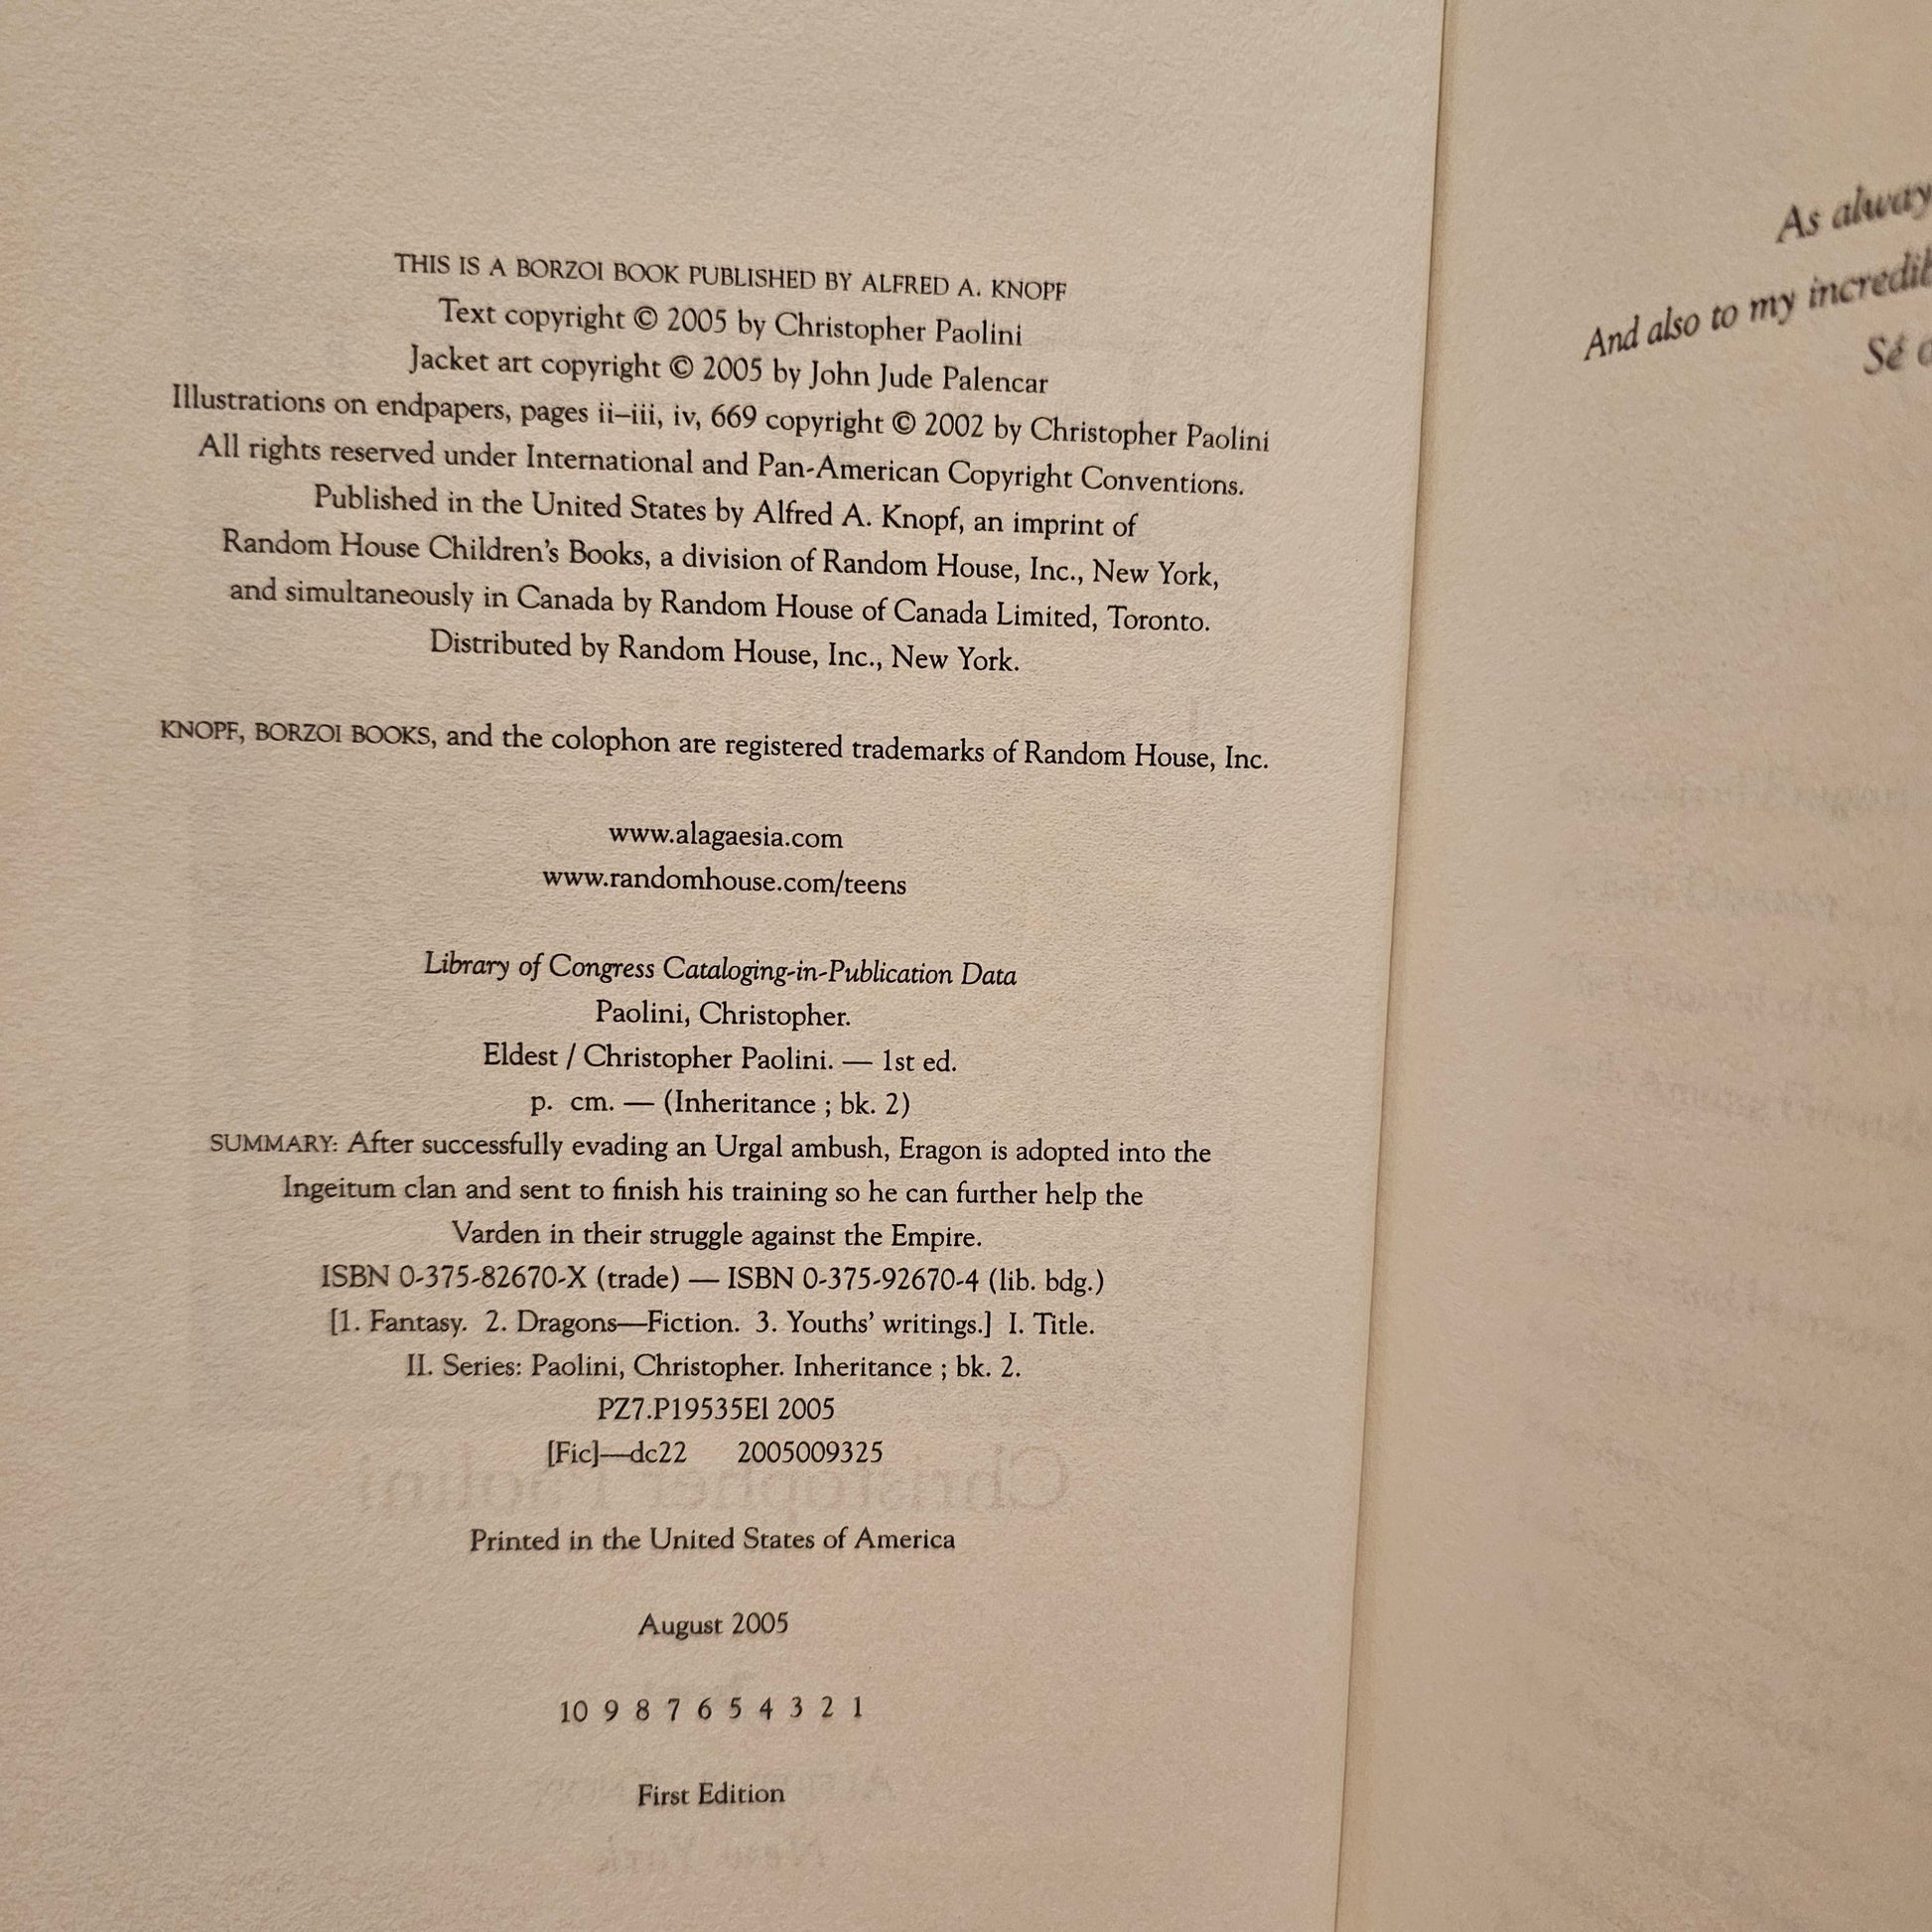 THIS IS A BORZOI BOOK PUBLISHED BY ALFRED A. KNOPF
Text copyright © 2005 by Christopher Paolini
Jacket art copyright © 2005 by John Jude Palencar
Illustrations on endpapers, pages ii–iii, iv, 669 copyright © 2002 by Christopher Paolini
All rights reserved under International and Pan-American Copyright Conventions.
Published in the United States by Alfred A. Knopf, an imprint of
Random House Children's Books, a division of Random House, Inc., New York,
and simultaneously in Canada by Random House of Canada Limited, Toronto.
Distributed by Random House, Inc., New York.
KNOPF, BORZOI BOOKS, and the colophon are registered trademarks of Random House, Inc.
www.alagaesia.com
www.randomhouse.com/teens
Library of Congress Cataloging-in-Publication Data
Paolini, Christopher.
Eldest / Christopher Paolini. — 1st ed.
p. cm. — (Inheritance ; bk. 2)
SUMMARY: After successfully evading an Urgal ambush, Eragon is adopted into the
Ingeitum clan and sent to finish his training so he can further help the
Varden in their struggle against the Empire.
ISBN 0-375-82670-X (trade) — ISBN 0-375-92670-4 (lib. bdg.)
[1. Fantasy. 2. Dragons—Fiction. 3. Youths' writings.] I. Title.
II. Series: Paolini, Christopher. Inheritance ; bk. 2.
PZ7.P19535El 2005
[Fic]—dc22 2005009325
Printed in the United States of America
August 2005
10 9 8 7 6 5 4 3 2 1
First Edition
As
And also to my
Sé